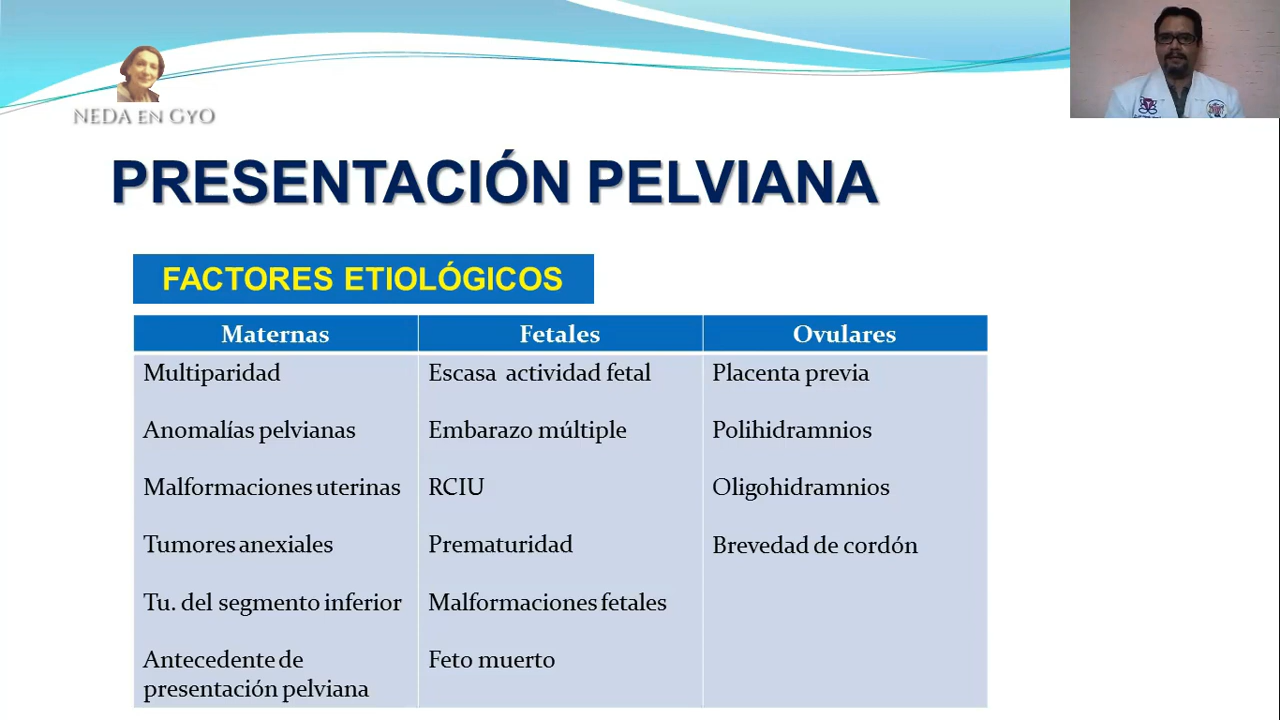 NEDA EN GYO
PRESENTACIÓN PELVIANA
FACTORES ETIOLÓGICOS
Maternas Fetales Ovulares
Multiparidad Escasa actividad fetal Placenta previa
Anomalías pelvianas Embarazo múltiple Polihidramnios
Malformaciones uterinas RCIU Oligohidramnios
Tumores anexiales Prematuridad Brevedad de cordón
Tu. del segmento inferior Malformaciones fetales
Antecedente de Feto muerto
presentación pelviana